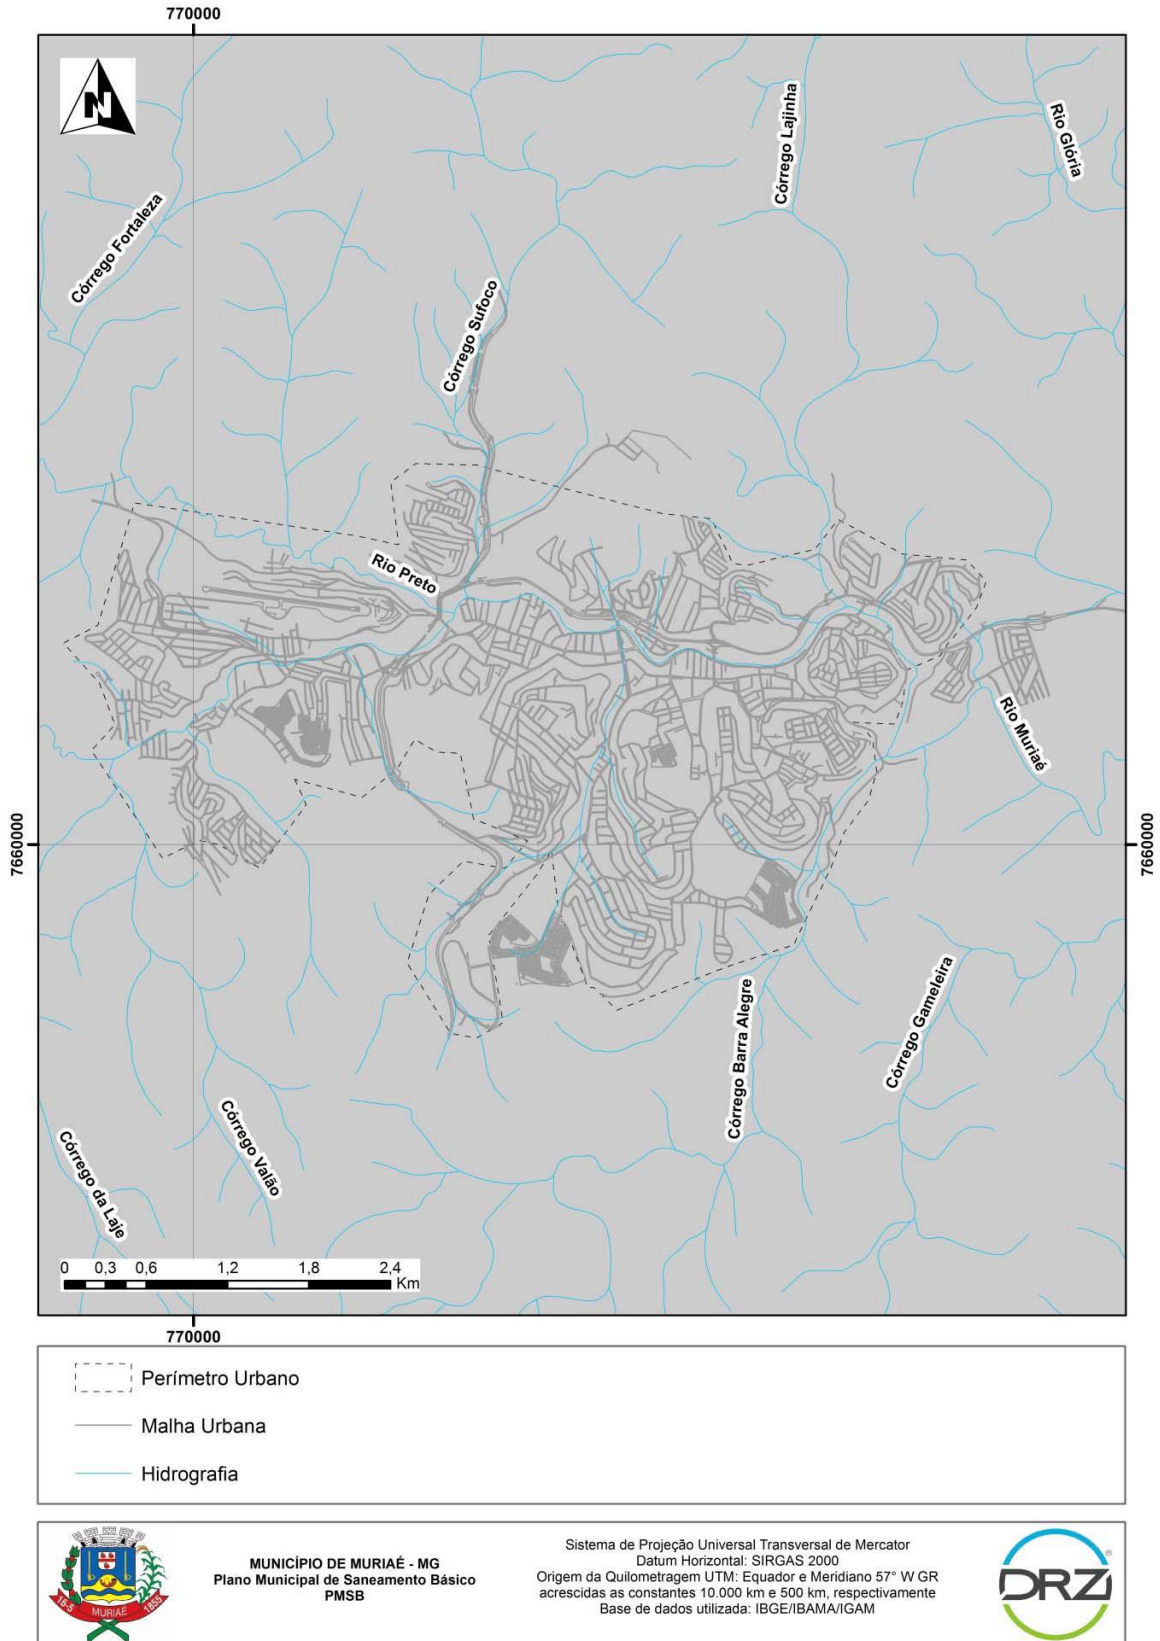 770000
N
Córrego Lajinha
Rio Glória
Córrego Fortaleza
Córrego Sufoco
Rio Preto
Rio Muriaé
7660000
7660000
Córrego Gameleira
Córrego Barra Alegre
Córrego Valão
Córrego da Laje
0 0,3 0,6 1,2 1,8 2,4
Km
770000
Perímetro Urbano
Malha Urbana
Hidrografia
MUNICÍPIO DE MURIAÉ - MG
Plano Municipal de Saneamento Básico
PMSB
Sistema de Projeção Universal Transversal de Mercator
Datum Horizontal: SIRGAS 2000
Origem da Quilometragem UTM: Equador e Meridiano 57° W GR
acrescidas as constantes 10.000 km e 500 km, respectivamente
Base de dados utilizada: IBGE/IBAMA/IGAM
16-5 MURIAÉ 1855
DRZ®